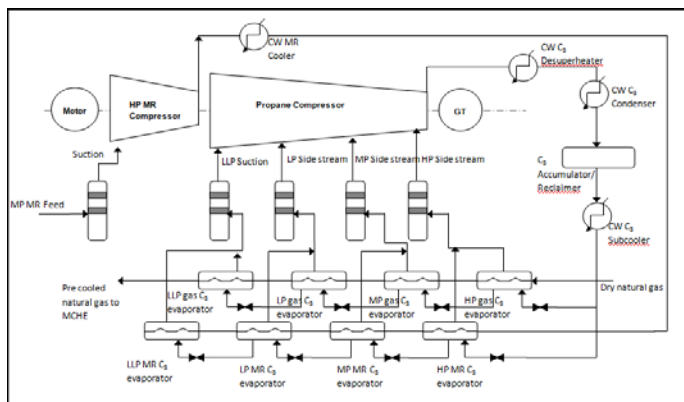 CW MR
Cooler
CW C3
Desuperheater
CW C3
Condenser
Motor
HP MR
Compressor
Propane Compressor
GT
Suction
LLP Suction
LP Side stream
MP Side stream
HP Side stream
C3
Accumulator/
Reclaimer
MP MR Feed
CW C3
Subcooler
Pre cooled
natural gas to
MCHE
Dry natural gas
LLP gas C3
evaporator
LP gas C3
evaporator
MP gas C3
evaporator
HP gas C3
evaporator
LLP MR C3
evaporator
LP MR C3
evaporator
MP MR C3
evaporator
HP MR C3
evaporator